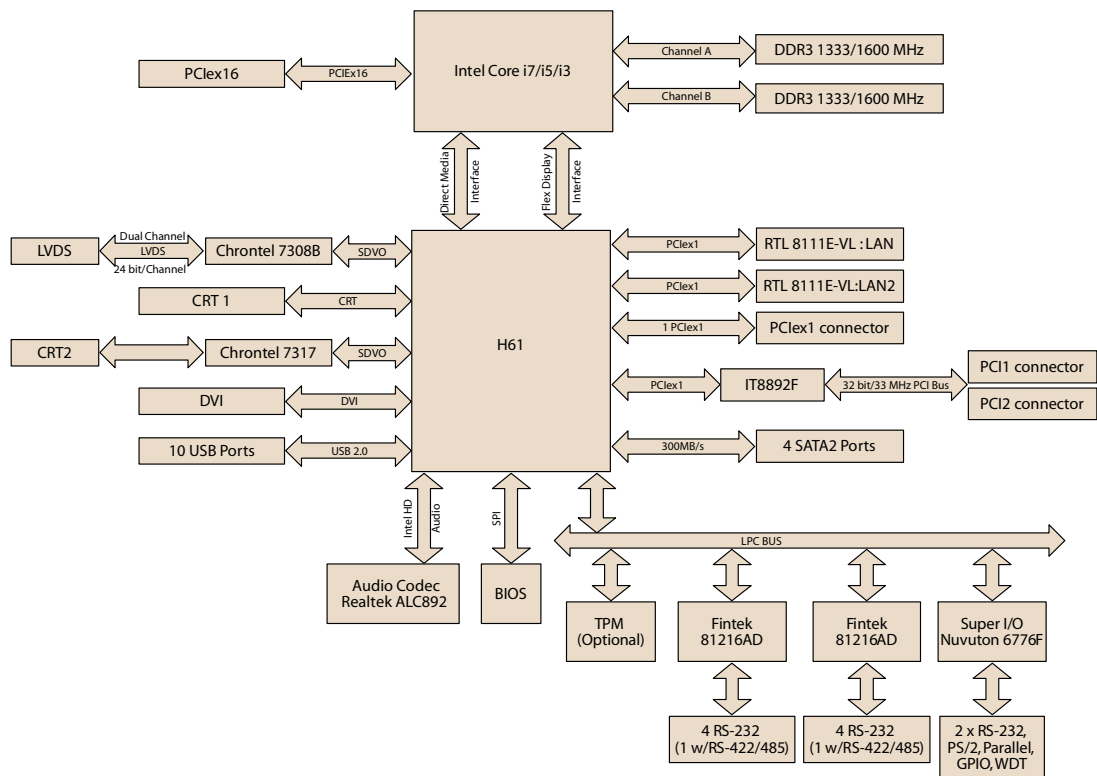 PCIex16
PCIEx16
Intel Core i7/i5/i3
Channel A
DDR3 1333/1600 MHz
Channel B
DDR3 1333/1600 MHz
Direct Media
Interface
Flex Display
Interface
LVDS
Dual Channel
LVDS
24 bit/Channel
Chrontel 7308B
SDVO
CRT 1
CRT
CRT2
Chrontel 7317
SDVO
DVI
DVI
10 USB Ports
USB 2.0
H61
PCIex1
RTL 8111E-VL : LAN
PCIex1
RTL 8111E-VL:LAN2
1 PCIex1
PCIex1 connector
PCIex1
IT8892F
32 bit/33 MHz PCI Bus
PCI1 connector
PCI2 connector
300MB/s
4 SATA2 Ports
Intel HD
Audio
SPI
LPC BUS
Audio Codec
Realtek ALC892
BIOS
TPM
(Optional)
Fintek
81216AD
Fintek
81216AD
Super I/O
Nuvuton 6776F
4 RS-232
(1 w/RS-422/485)
4 RS-232
(1 w/RS-422/485)
2 x RS-232,
PS/2, Parallel,
GPIO, WDT